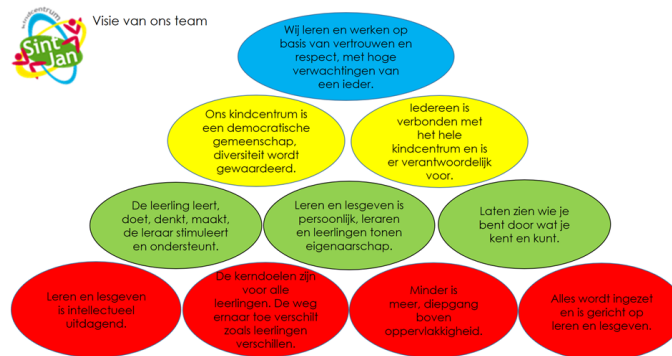 kindcentrum
Sint
Jan
Visie van ons team
Wij leren en werken op
basis van vertrouwen en
respect, met hoge
verwachtingen van
een ieder.
Ons kindcentrum is
een democratische
gemeenschap,
diversiteit wordt
gewaardeerd.
Iedereen is
verbonden met
het hele
kindcentrum en is
er verantwoordelijk
voor.
De leerling leert,
doet, denkt, maakt,
de leraar stimuleert
en ondersteunt.
Leren en lesgeven is
persoonlijk, leraren
en leerlingen tonen
eigenaarschap.
Laten zien wie je
bent door wat je
kent en kunt.
Leren en lesgeven
is intellectueel
uitdagend.
De kerndoelen zijn
voor alle
leerlingen. De weg
ernaar toe verschilt
zoals leerlingen
verschillen.
Minder is
meer, diepgang
boven
oppervlakkigheid.
Alles wordt ingezet
en is gericht op
leren en lesgeven.